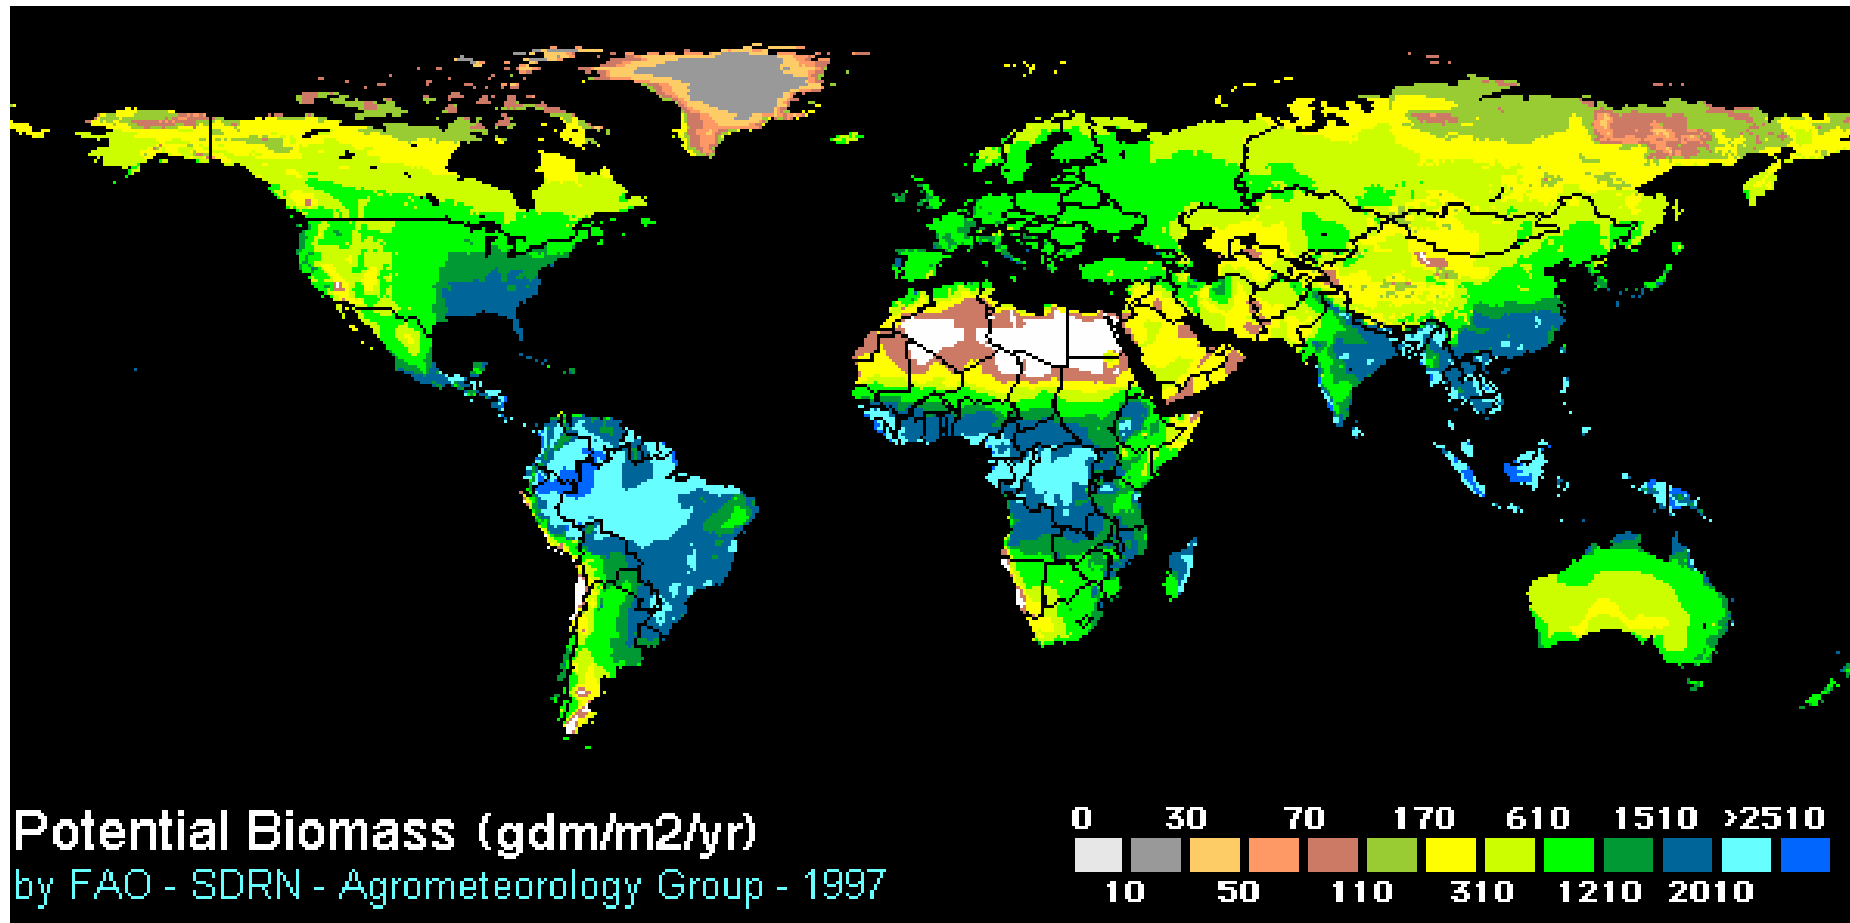 Potential Biomass (gdm/m2/yr)
by FAO - SDRN - Agrometeorology Group - 1997
0 30 70 170 610 1510 >2510
10 50 110 310 1210 2010